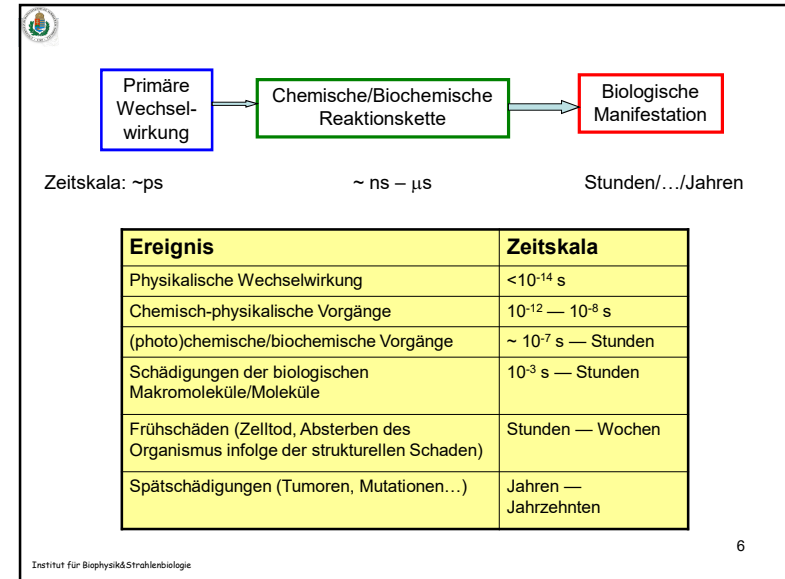 Primäre
Wechsel-
wirkung
Chemische/Biochemische
Reaktionskette
Biologische
Manifestation
Zeitskala: ~ps
~ ns – μs
Stunden/…/Jahren
Ereignis Zeitskala
Physikalische Wechselwirkung <10⁻¹⁴ s
Chemisch-physikalische Vorgänge 10⁻¹² — 10⁻⁸ s
(photo)chemische/biochemische Vorgänge ~ 10⁻⁷ s — Stunden
Schädigungen der biologischen 10⁻³ s — Stunden
Makromoleküle/Moleküle
Frühschäden (Zelltod, Absterben des Stunden — Wochen
Organismus infolge der strukturellen Schaden)
Spätschädigungen (Tumoren, Mutationen…) Jahren —
Jahrzehnten
6
Institut für Biophysik&Strahlenbiologie